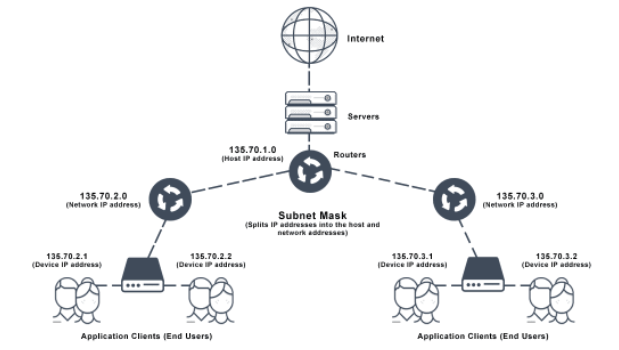 Internet
Servers
135.70.1.0
(Host IP address)
Routers
135.70.2.0
(Network IP address)
135.70.3.0
(Network IP address)
Subnet Mask
(Splits IP addresses into the host and
network addresses)
135.70.2.1
(Device IP address)
135.70.2.2
(Device IP address)
135.70.3.1
(Device IP address)
135.70.3.2
(Device IP address)
Application Clients (End Users)
Application Clients (End Users)